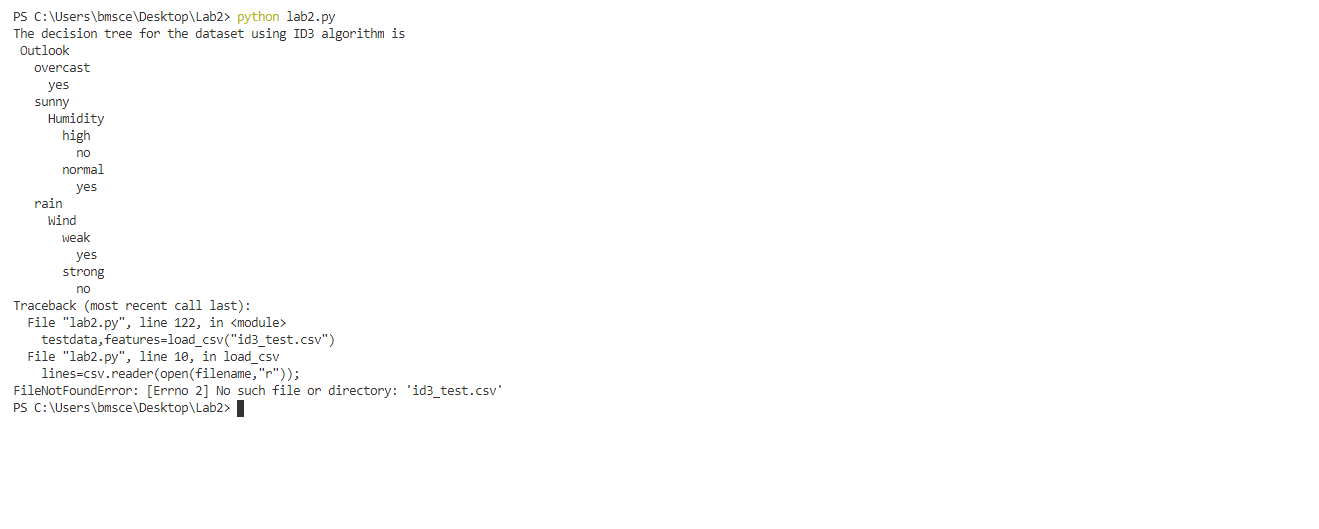 PS C:\Users\bmsce\Desktop\Lab2> python lab2.py
The decision tree for the dataset using ID3 algorithm is
Outlook
overcast
yes
sunny
Humidity
high
no
normal
yes
rain
Wind
weak
yes
strong
no
Traceback (most recent call last):
File "lab2.py", line 122, in <module>
testdata,features=load_csv("id3_test.csv")
File "lab2.py", line 10, in load_csv
lines=csv.reader(open(filename,"r"));
FileNotFoundError: [Errno 2] No such file or directory: 'id3_test.csv'
PS C:\Users\bmsce\Desktop\Lab2>